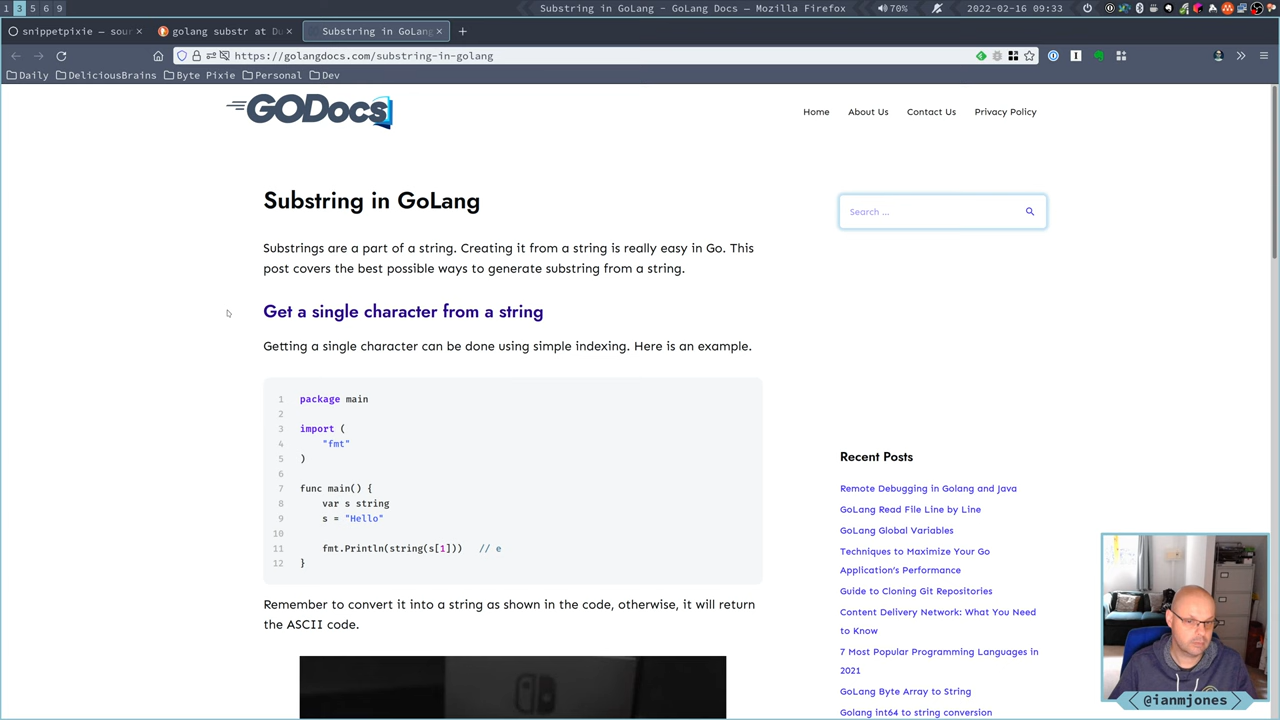 1 3 5 6 9
Substring in GoLang - GoLang Docs — Mozilla Firefox
70%
2022-02-16 09:33
snippetpixie — sour
golang substr at Du
Substring in GoLang
https://golangdocs.com/substring-in-golang
Daily
DeliciousBrains
Byte Pixie
Personal
Dev
GODocs
Home
About Us
Contact Us
Privacy Policy
Substring in GoLang
Search ...
Substrings are a part of a string. Creating it from a string is really easy in Go. This
post covers the best possible ways to generate substring from a string.
Get a single character from a string
Getting a single character can be done using simple indexing. Here is an example.
1 package main
2
3 import (
4 "fmt"
5 )
6
7 func main() {
8 var s string
9 s = "Hello"
10
11 fmt.Println(string(s[1])) // e
12 }
Remember to convert it into a string as shown in the code, otherwise, it will return
the ASCII code.
Recent Posts
Remote Debugging in Golang and Java
GoLang Read File Line by Line
GoLang Global Variables
Techniques to Maximize Your Go
Application's Performance
Guide to Cloning Git Repositories
Content Delivery Network: What You Need
to Know
7 Most Popular Programming Languages in
2021
GoLang Byte Array to String
Golang int64 to string conversion
@ianmjones